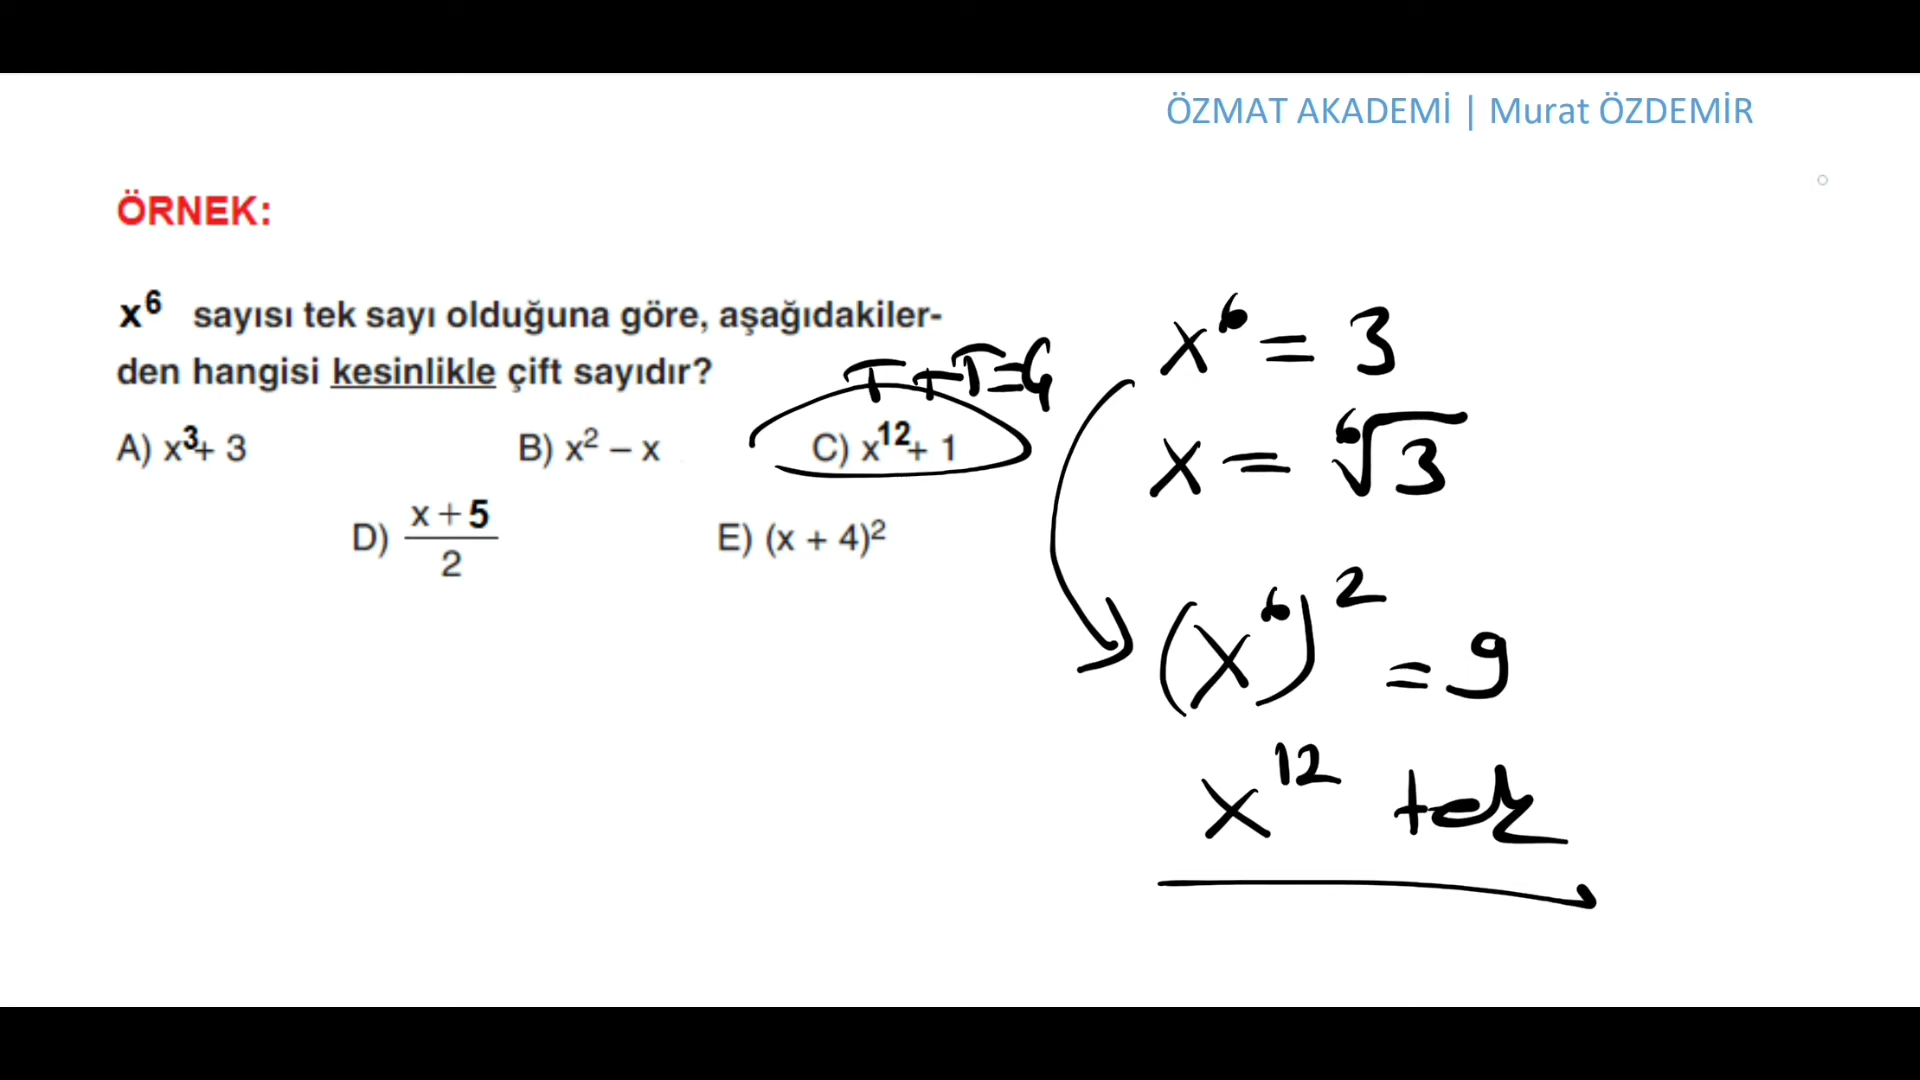 ÖZMAT AKADEMİ | Murat ÖZDEMİR
ÖRNEK:
x⁶ sayısı tek sayı olduğuna göre, aşağıdakiler-
den hangisi kesinlikle çift sayıdır?
T+T=Ç
A) x³+ 3 B) x² – x C) x¹²+ 1
D) (x + 5)/2 E) (x + 4)²
x⁶ = 3
x = ⁶√3
(x⁶)² = 9
x¹² tek